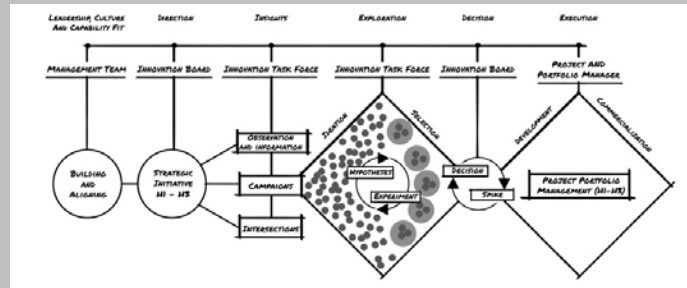 LEADERSHIP, CULTURE
AND CAPABILITY FIT
DIRECTION
INSIGHTS
EXPLORATION
DECISION
EXECUTION
MANAGEMENT TEAM
INNOVATION BOARD
INNOVATION TASK FORCE
INNOVATION TASK FORCE
INNOVATION BOARD
PROJECT AND
PORTFOLIO MANAGER
BUILDING
AND
ALIGNING
STRATEGIC
INITIATIVE
H1 - H3
OBSERVATION
AND INFORMATION
CAMPAIGNS
INTERSECTIONS
IDEATION
SELECTION
HYPOTHESES
EXPERIMENT
DECISION
SPIKE
DEVELOPMENT
COMMERCIALIZATION
PROJECT PORTFOLIO
MANAGEMENT (H1-H3)